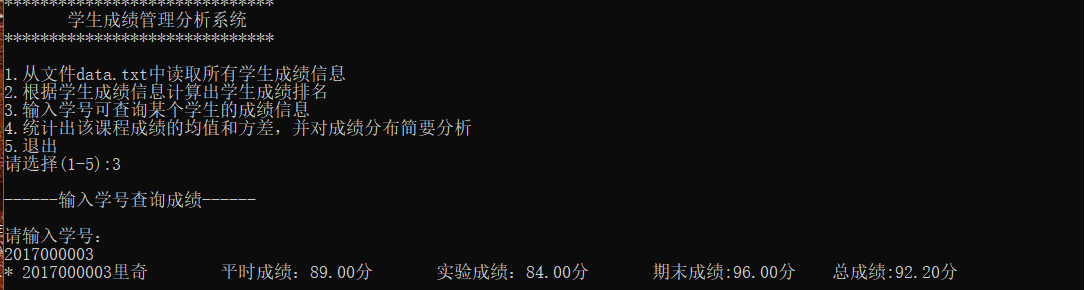 ******************************
学生成绩管理分析系统
******************************
1.从文件data.txt中读取所有学生成绩信息
2.根据学生成绩信息计算出学生成绩排名
3.输入学号可查询某个学生的成绩信息
4.统计出该课程成绩的均值和方差，并对成绩分布简要分析
5.退出
请选择(1-5):3
------输入学号查询成绩------
请输入学号：
2017000003
* 2017000003里奇 平时成绩：89.00分 实验成绩：84.00分 期末成绩:96.00分 总成绩:92.20分